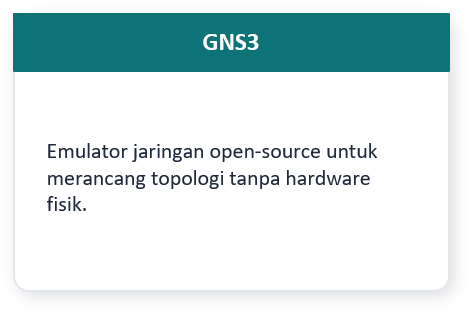 GNS3
Emulator jaringan open-source untuk
merancang topologi tanpa hardware
fisik.